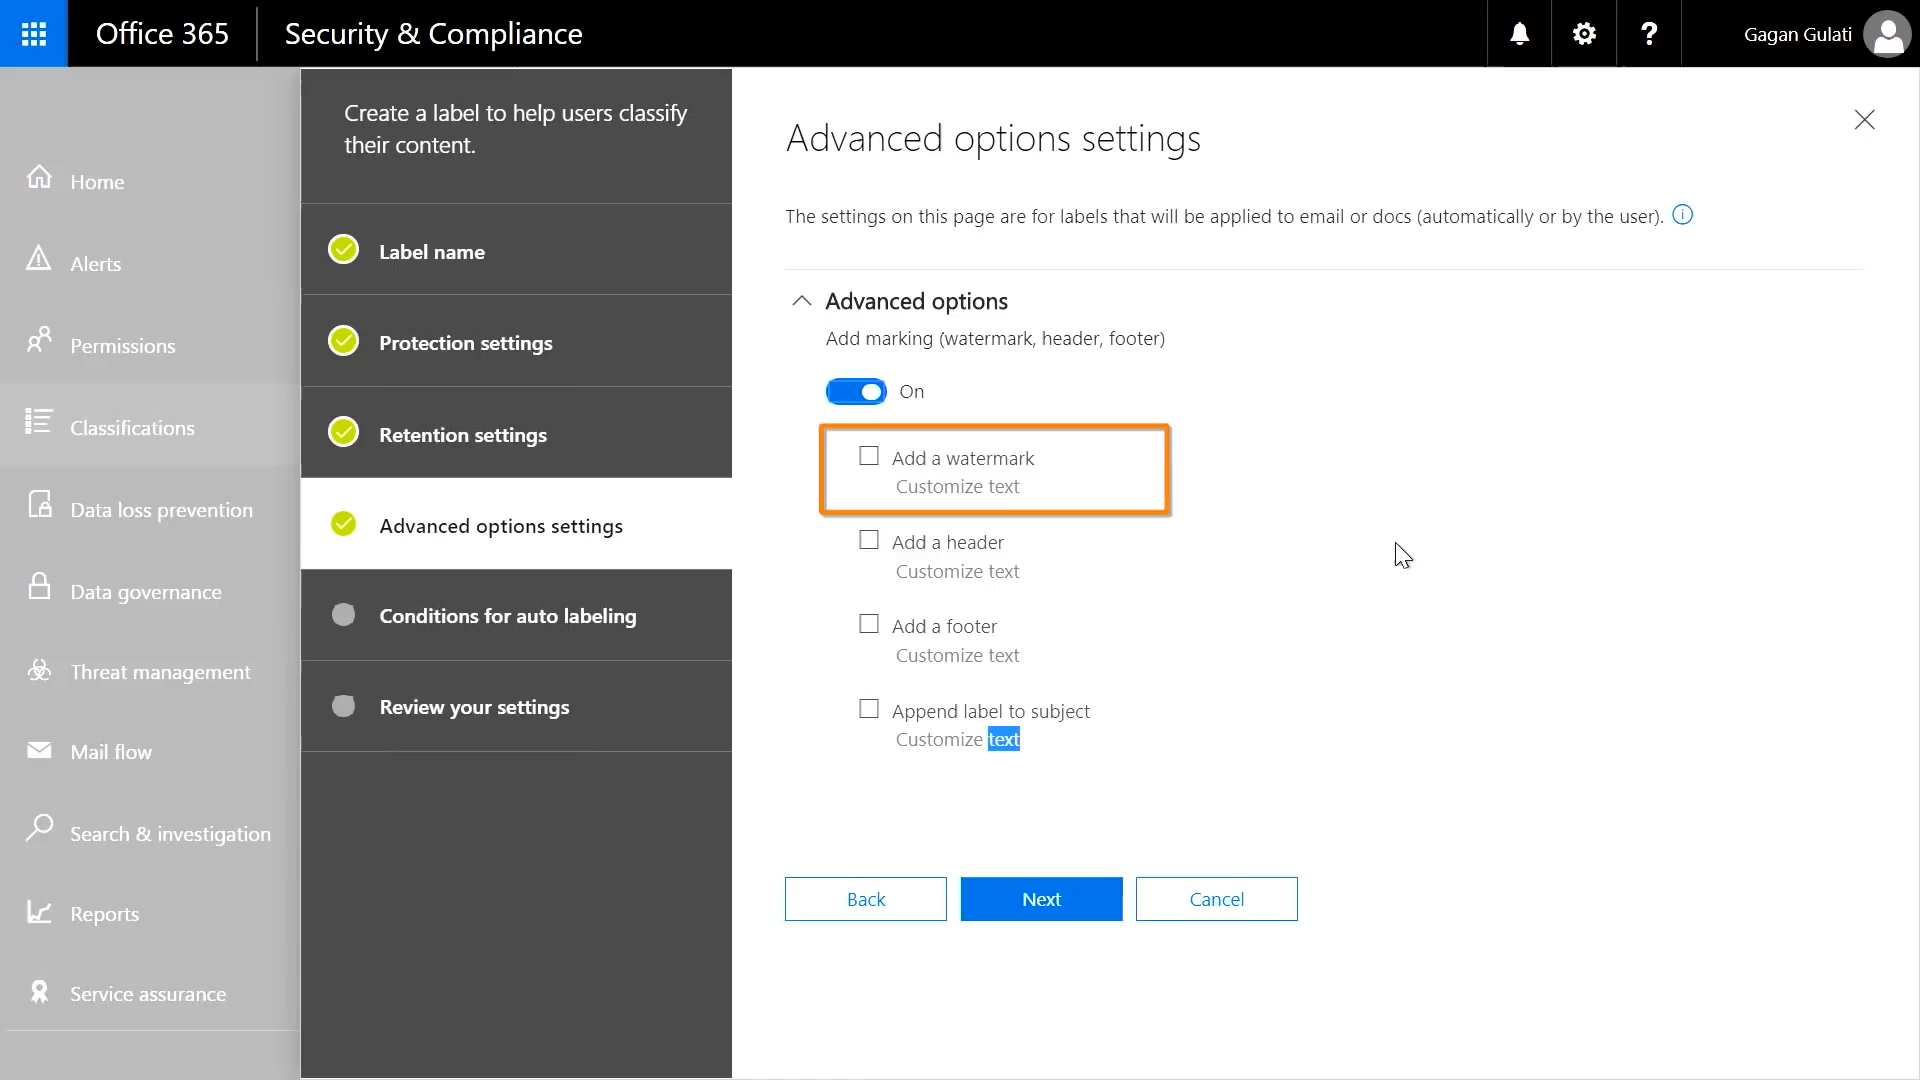 Office 365
Security & Compliance
Gagan Gulati
Home
Alerts
Permissions
Classifications
Data loss prevention
Data governance
Threat management
Mail flow
Search & investigation
Reports
Service assurance
Create a label to help users classify
their content.
Label name
Protection settings
Retention settings
Advanced options settings
Conditions for auto labeling
Review your settings
Advanced options settings
The settings on this page are for labels that will be applied to email or docs (automatically or by the user).
Advanced options
Add marking (watermark, header, footer)
On
Add a watermark
Customize text
Add a header
Customize text
Add a footer
Customize text
Append label to subject
Customize text
Back
Next
Cancel